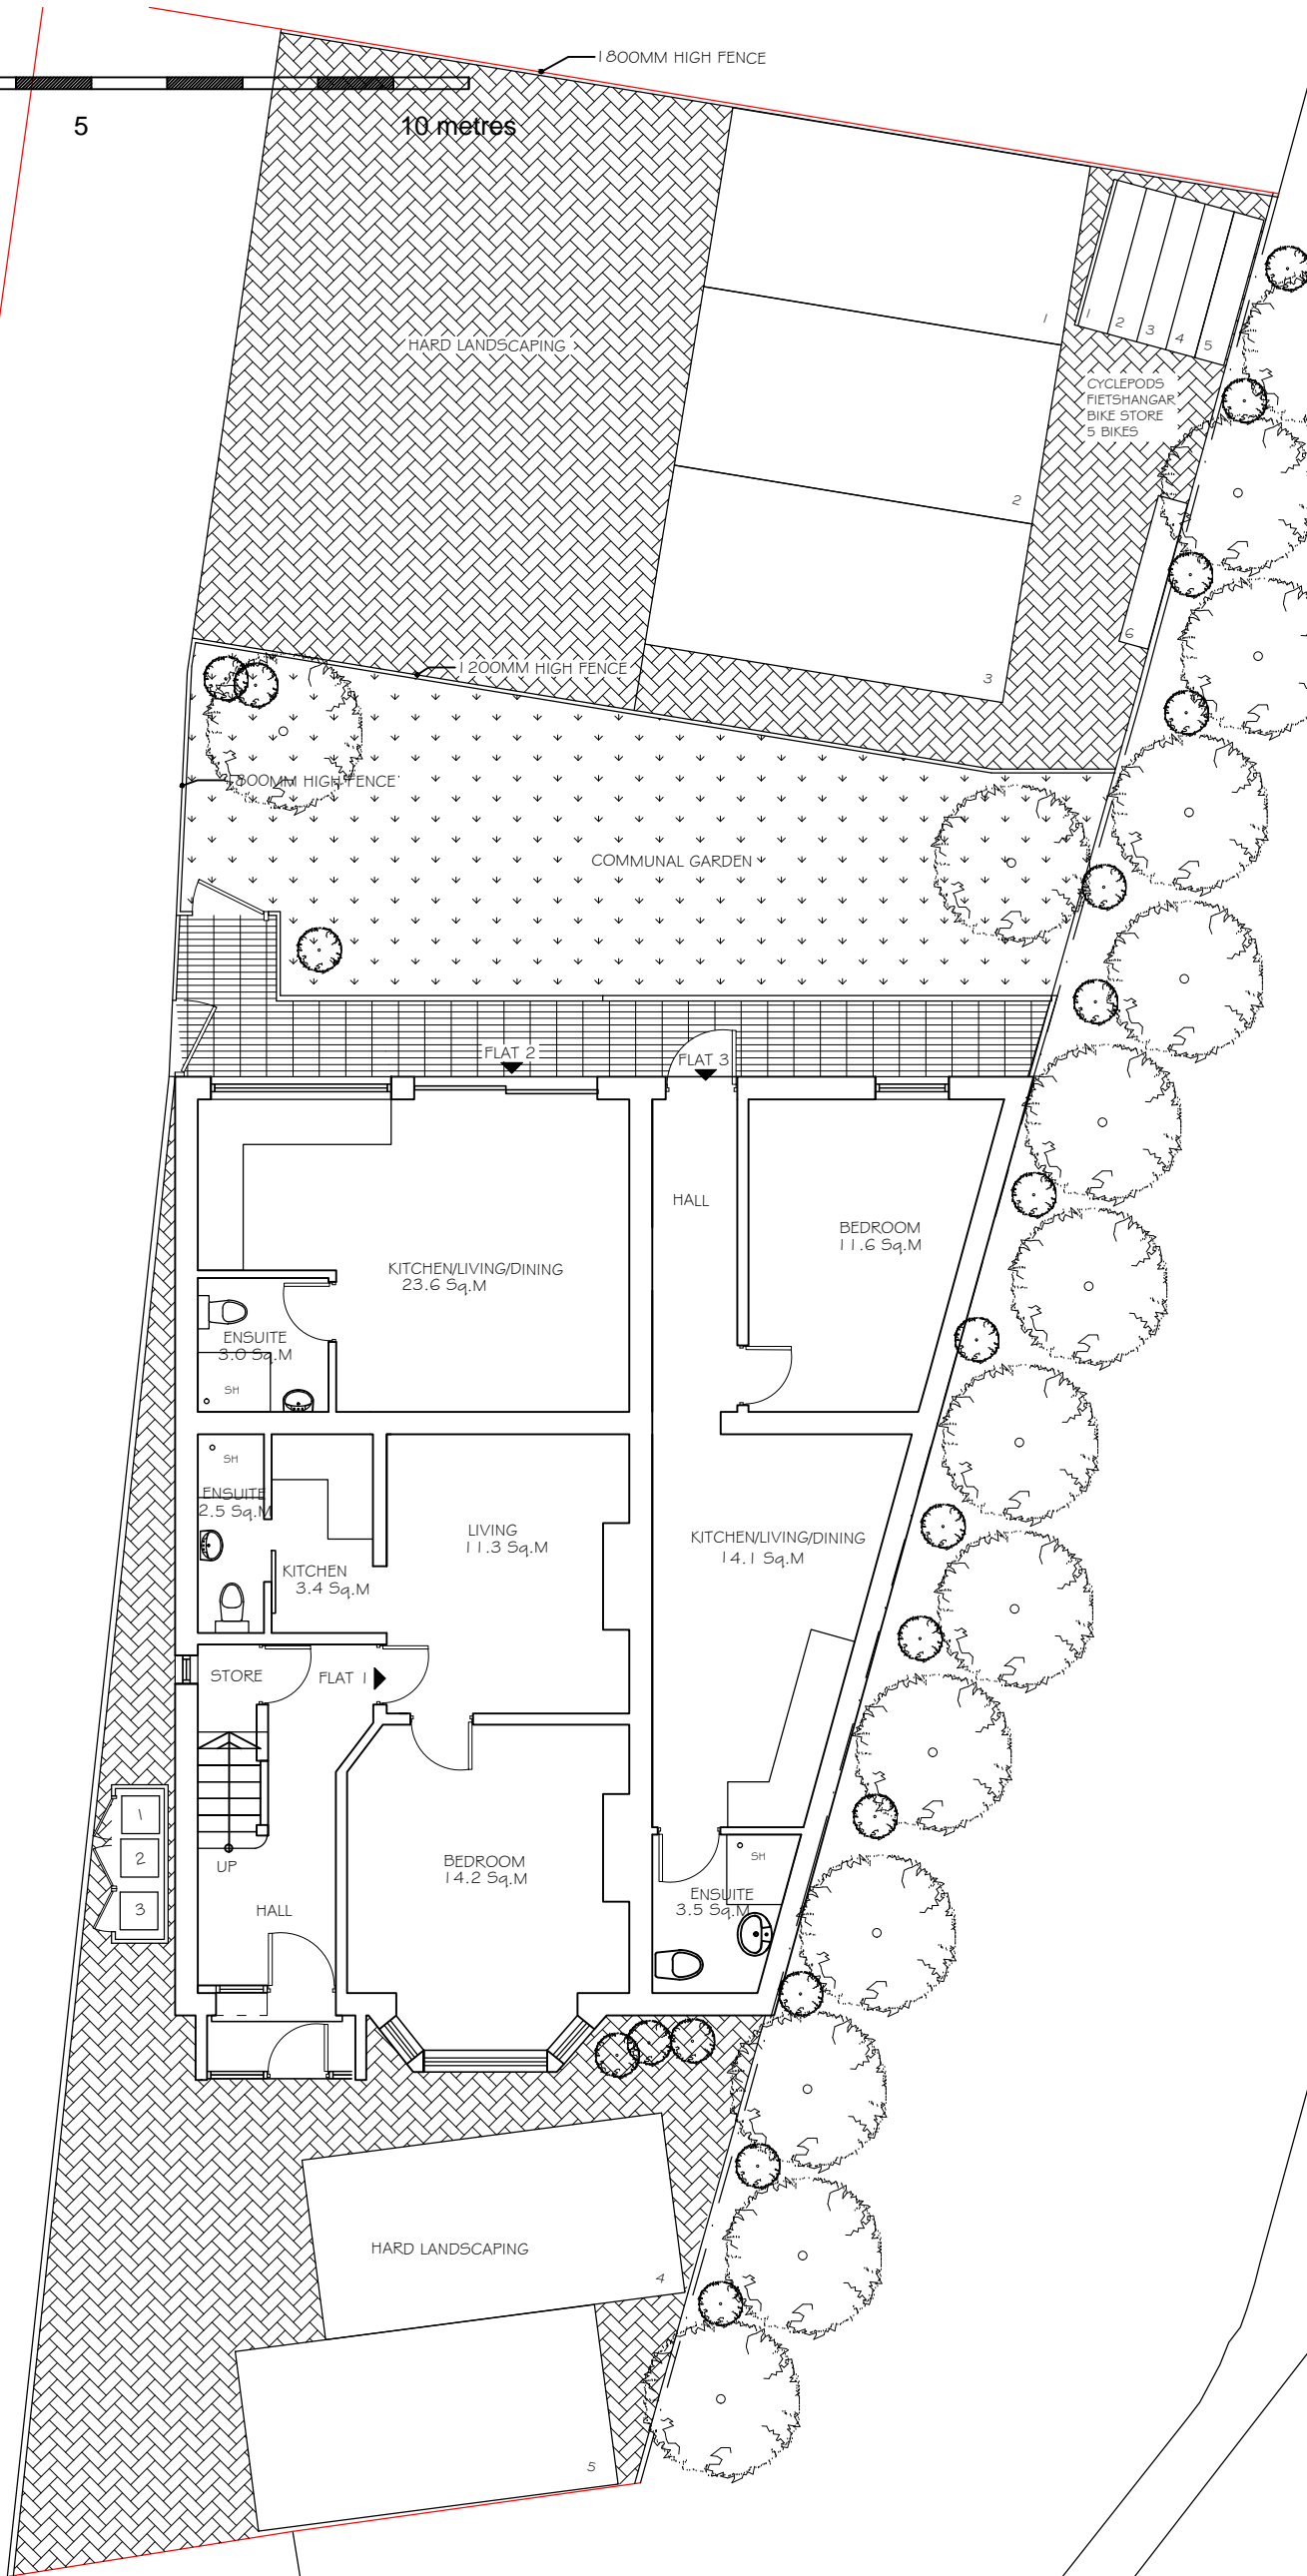 1800MM HIGH FENCE
5
10 metres
HARD LANDSCAPING
1
2
3
1
2
3
4
5
CYCLEPODS
FIETSHANGAR
BIKE STORE
5 BIKES
6
1200MM HIGH FENCE
1800MM HIGH FENCE
COMMUNAL GARDEN
FLAT 2
FLAT 3
HALL
BEDROOM
11.6 Sq.M
KITCHEN/LIVING/DINING
23.6 Sq.M
ENSUITE
3.0 Sq.M
SH
SH
ENSUITE
2.5 Sq.M
LIVING
11.3 Sq.M
KITCHEN/LIVING/DINING
14.1 Sq.M
KITCHEN
3.4 Sq.M
STORE
FLAT 1
1
2
3
UP
HALL
BEDROOM
14.2 Sq.M
SH
ENSUITE
3.5 Sq.M
HARD LANDSCAPING
4
5